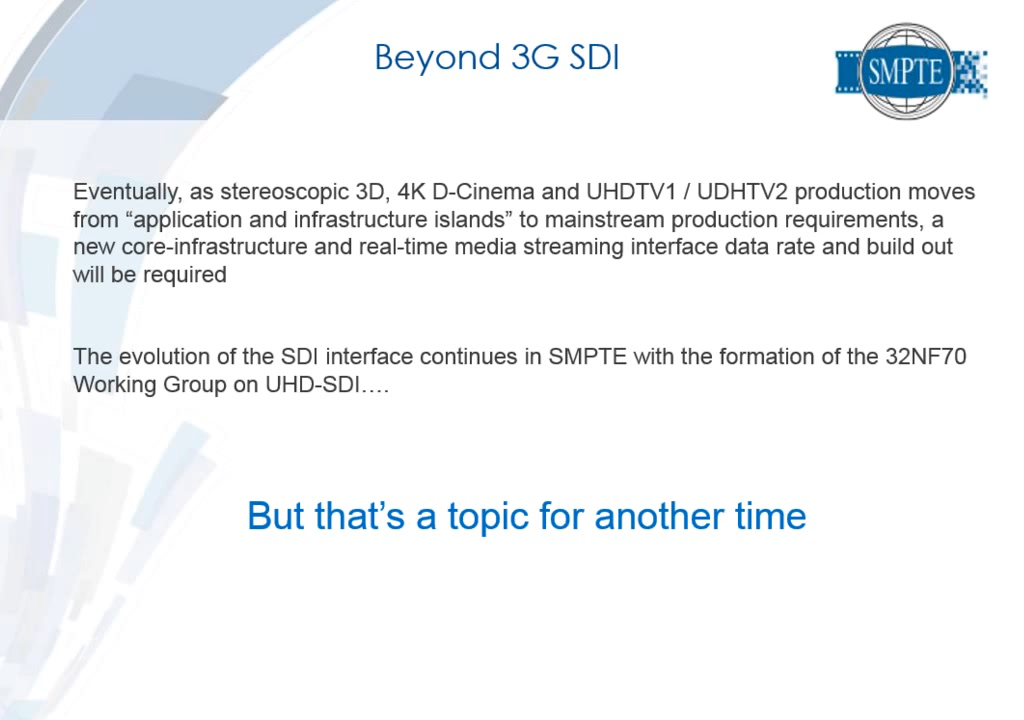 Beyond 3G SDI
SMPTE
Eventually, as stereoscopic 3D, 4K D-Cinema and UHDTV1 / UDHTV2 production moves
from “application and infrastructure islands” to mainstream production requirements, a
new core-infrastructure and real-time media streaming interface data rate and build out
will be required
The evolution of the SDI interface continues in SMPTE with the formation of the 32NF70
Working Group on UHD-SDI….
But that’s a topic for another time